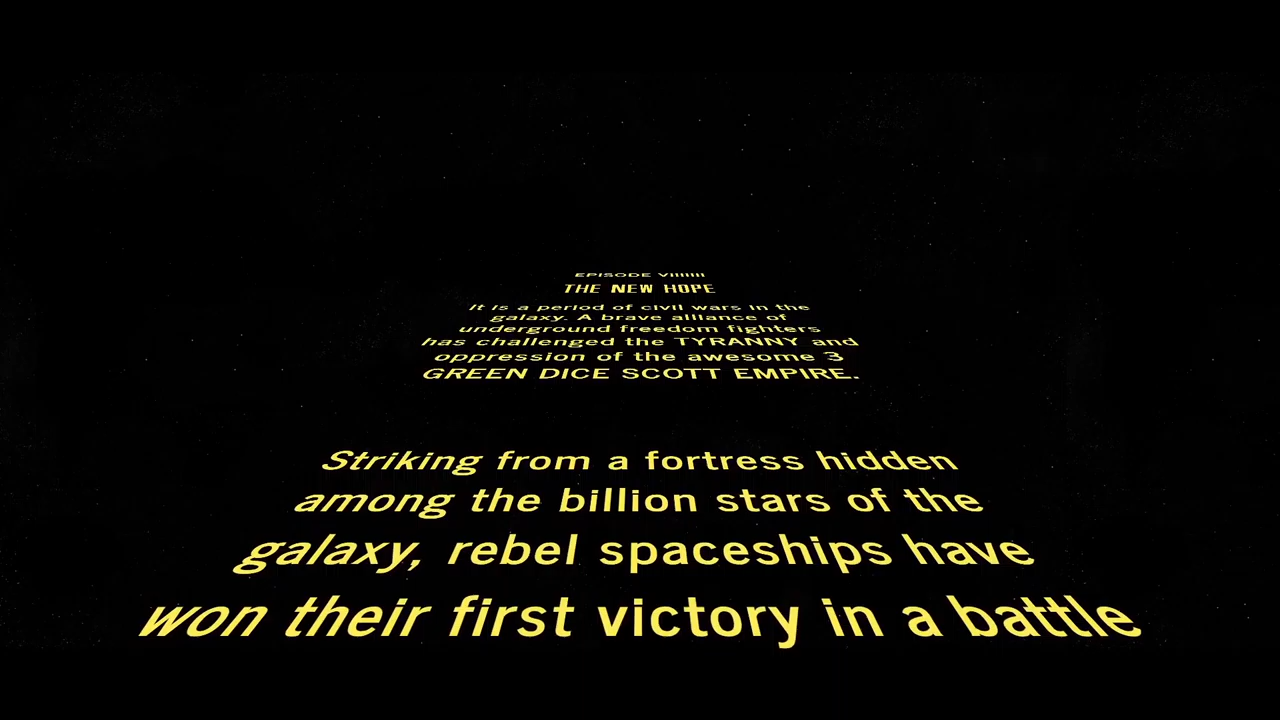 THE NEW HOPE
It is a period of civil wars in the
galaxy. A brave alliance of
underground freedom fighters
has challenged the TYRANNY and
oppression of the awesome 3
GREEN DICE SCOTT EMPIRE.
Striking from a fortress hidden
among the billion stars of the
galaxy, rebel spaceships have
won their first victory in a battle